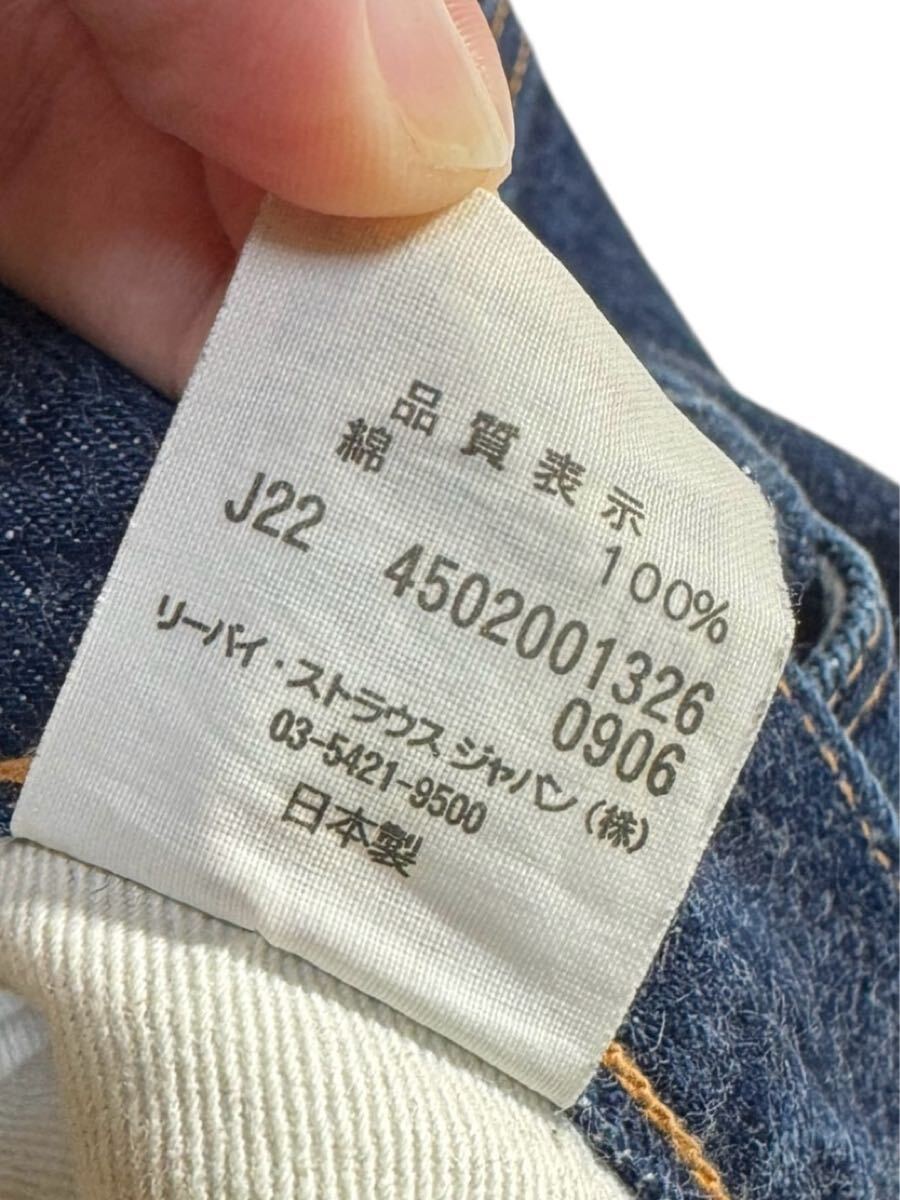 品質表示
綿 100%
J22 4502001326
0906
リーバイ・ストラウス ジャパン(株)
03-5421-9500
日本製